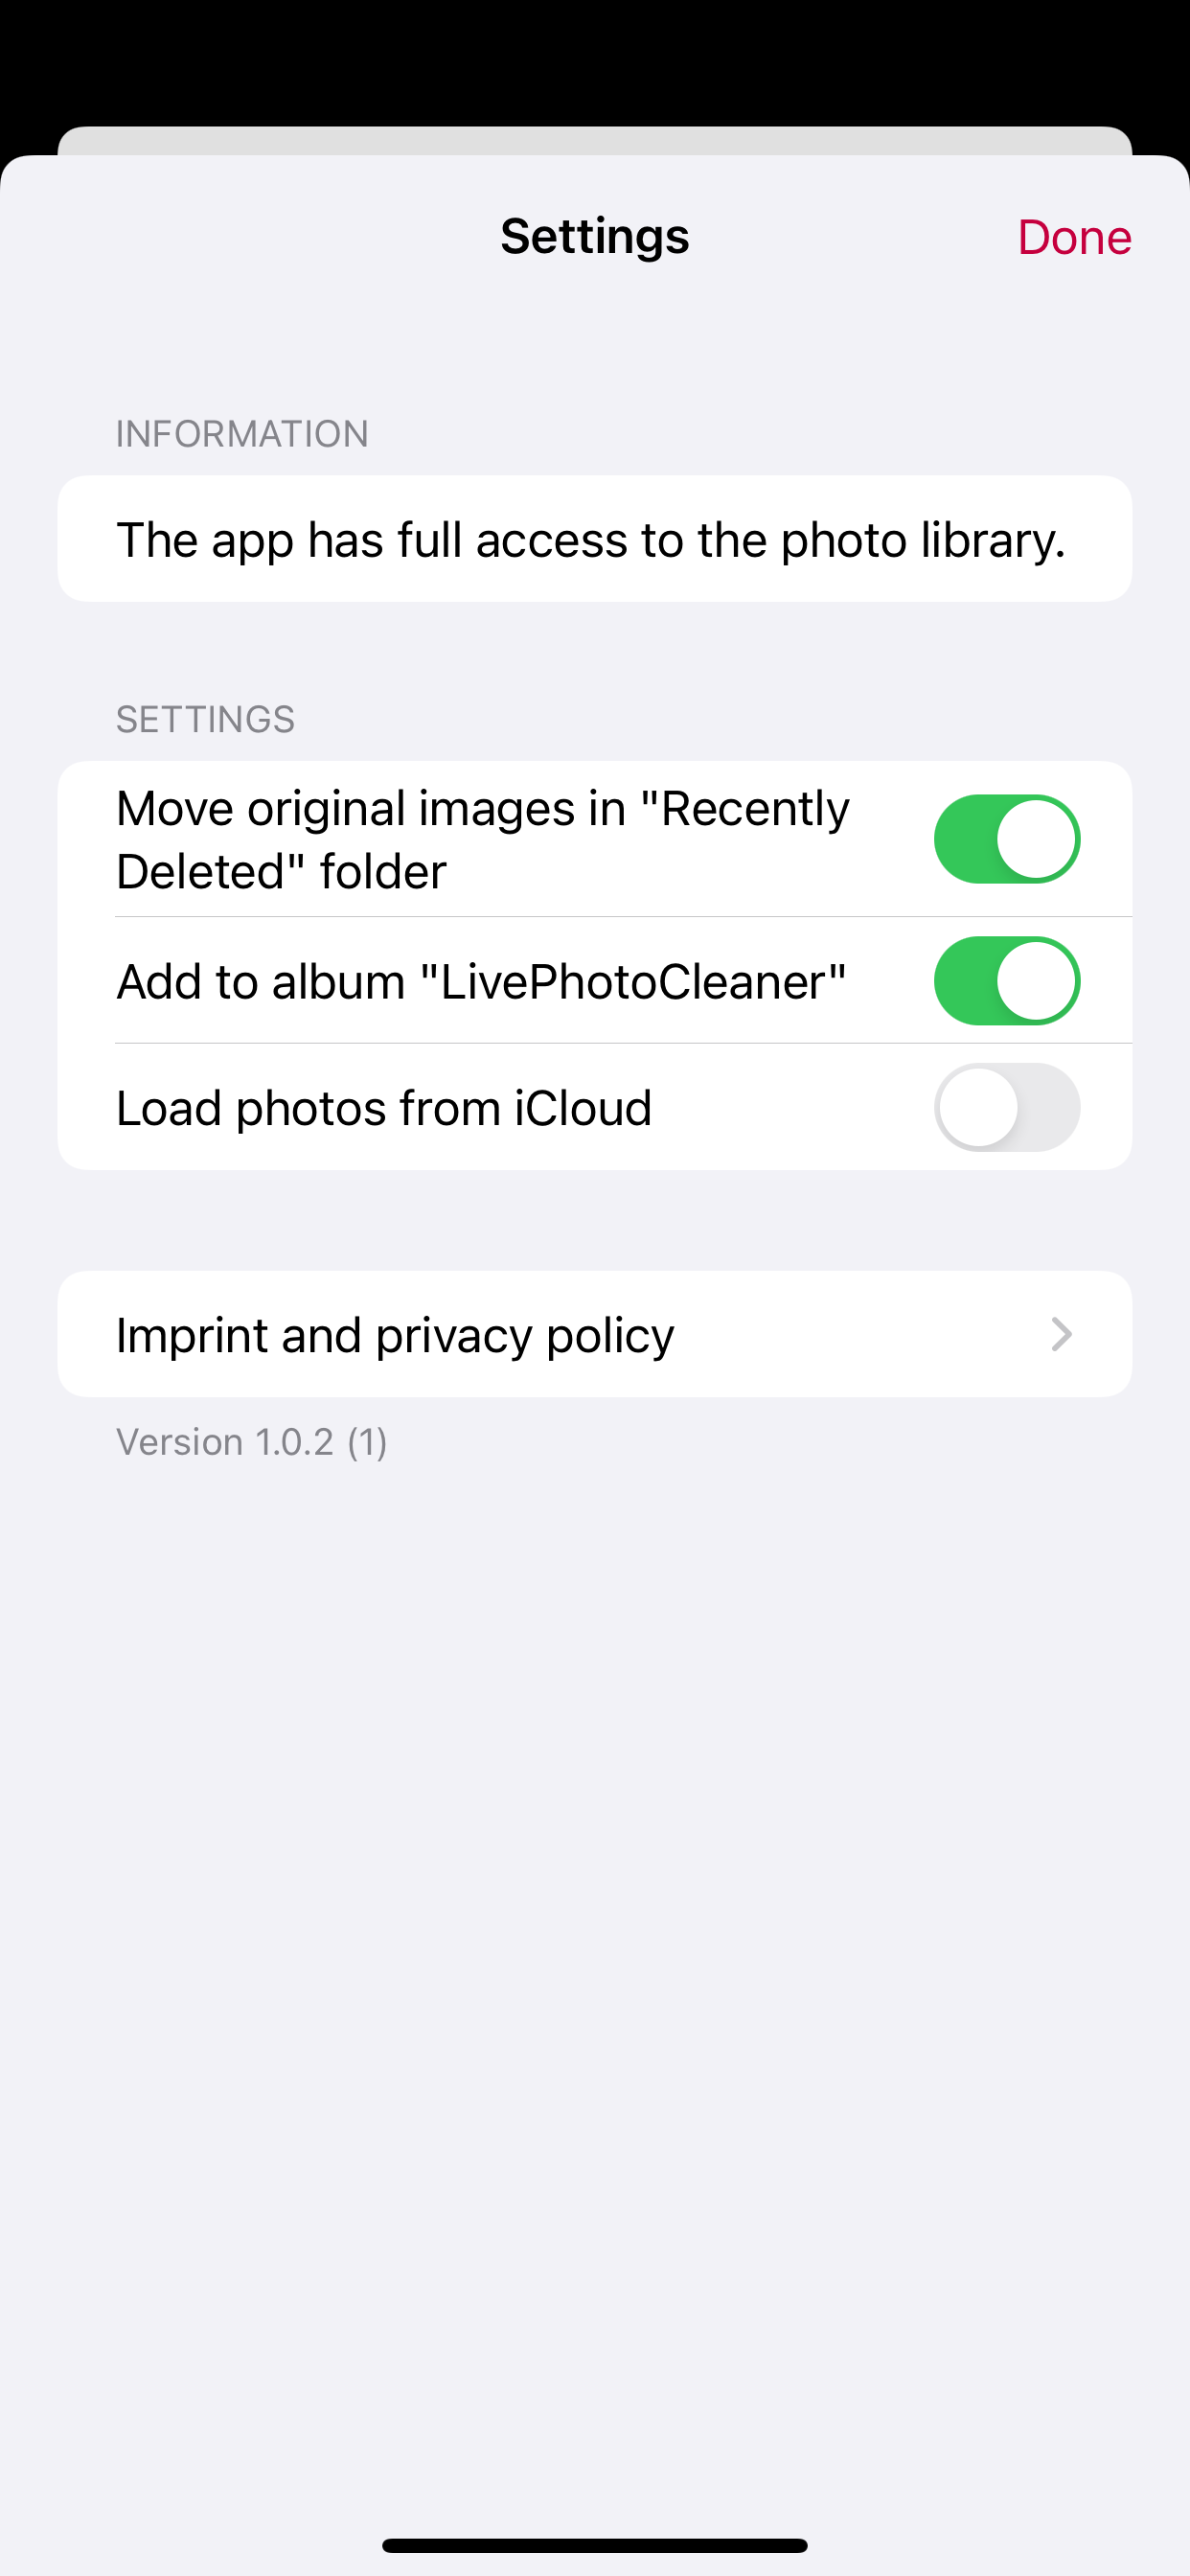 Settings
Done
INFORMATION
The app has full access to the photo library.
SETTINGS
Move original images in "Recently
Deleted" folder
Add to album "LivePhotoCleaner"
Load photos from iCloud
Imprint and privacy policy
Version 1.0.2 (1)